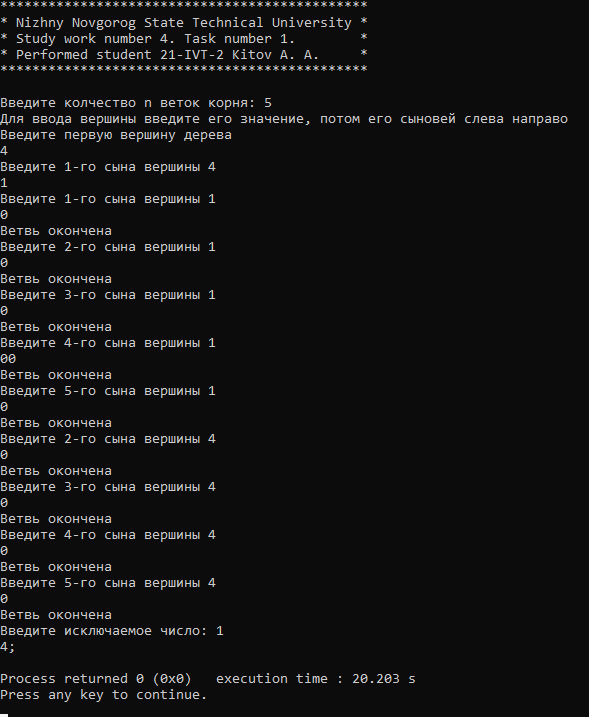 **********************************************
* Nizhny Novgorog State Technical University *
* Study work number 4. Task number 1.        *
* Performed student 21-IVT-2 Kitov A. A.     *
**********************************************
Введите колчество n веток корня: 5
Для ввода вершины введите его значение, потом его сыновей слева направо
Введите первую вершину дерева
4
Введите 1-го сына вершины 4
1
Введите 1-го сына вершины 1
0
Ветвь окончена
Введите 2-го сына вершины 1
0
Ветвь окончена
Введите 3-го сына вершины 1
0
Ветвь окончена
Введите 4-го сына вершины 1
00
Ветвь окончена
Введите 5-го сына вершины 1
0
Ветвь окончена
Введите 2-го сына вершины 4
0
Ветвь окончена
Введите 3-го сына вершины 4
0
Ветвь окончена
Введите 4-го сына вершины 4
0
Ветвь окончена
Введите 5-го сына вершины 4
0
Ветвь окончена
Введите исключаемое число: 1
4;
Process returned 0 (0x0)   execution time : 20.203 s
Press any key to continue.